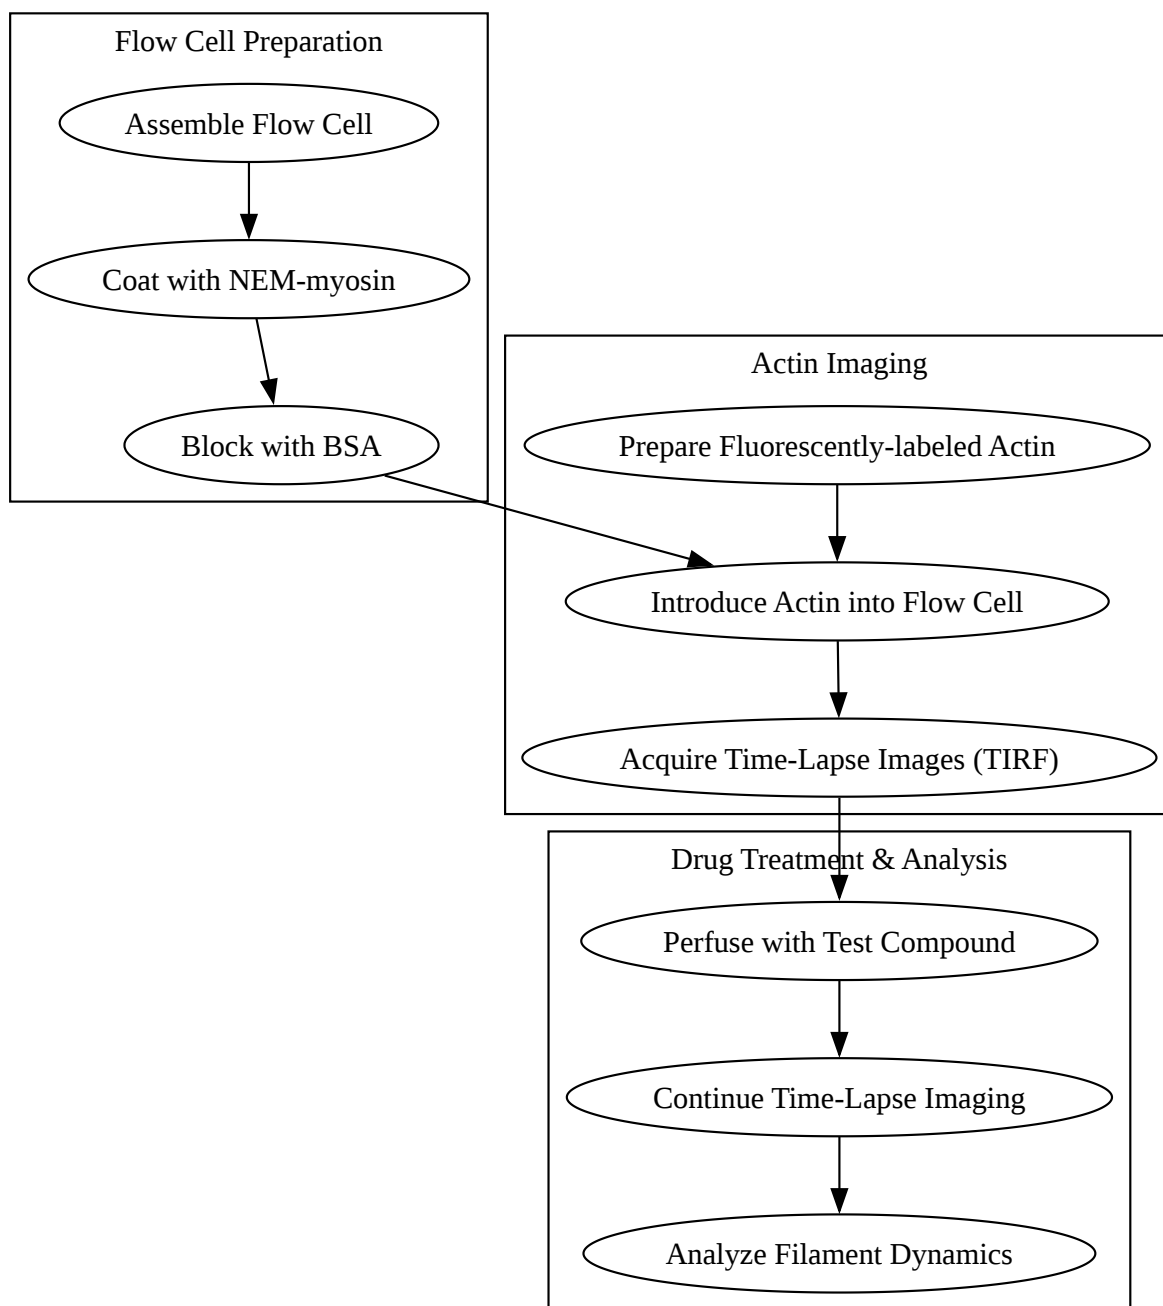 Flow Cell Preparation
Assemble Flow Cell
Coat with NEM-myosin
Block with BSA
Actin Imaging
Prepare Fluorescently-labeled Actin
Introduce Actin into Flow Cell
Acquire Time-Lapse Images (TIRF)
Drug Treatment & Analysis
Perfuse with Test Compound
Continue Time-Lapse Imaging
Analyze Filament Dynamics